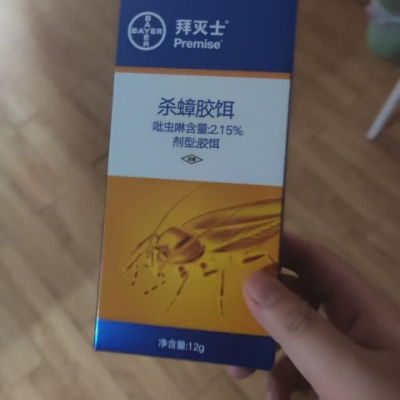 BAYER
拜灭士®
Premise®
杀蟑胶饵
吡虫啉含量:2.15%
剂型:胶饵
净含量:12g